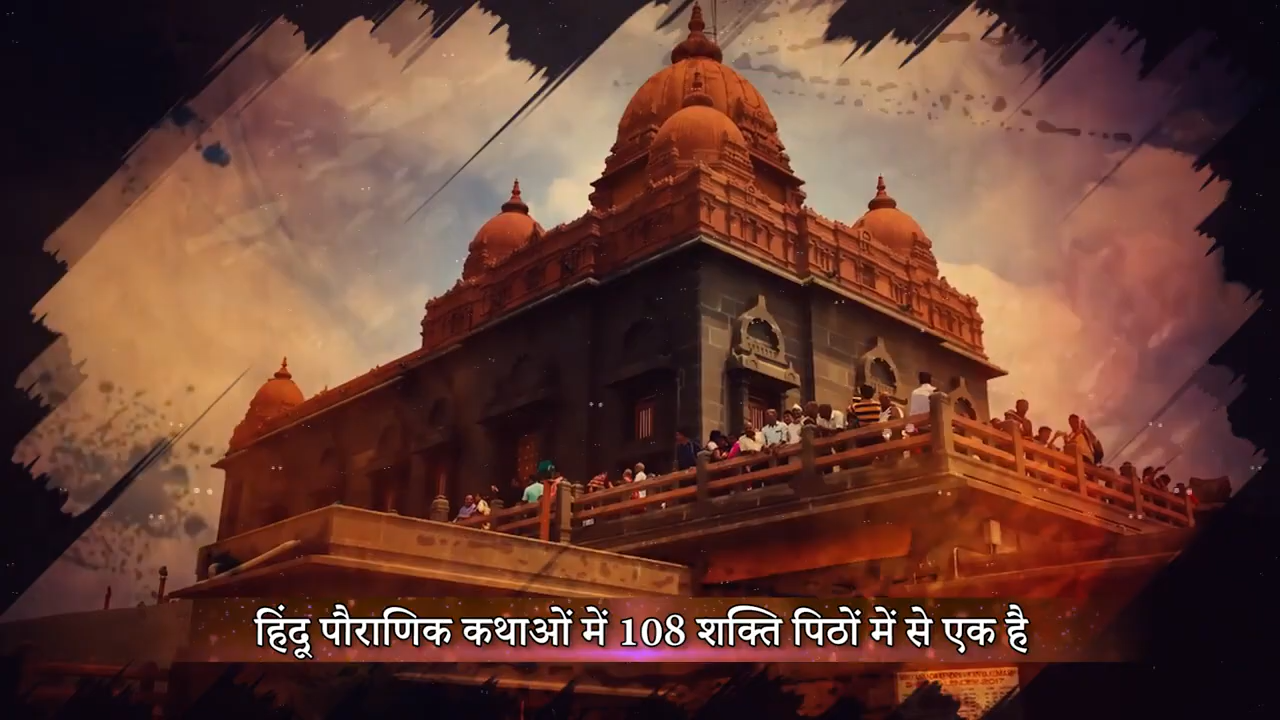 हिंदू पौराणिक कथाओं में 108 शक्ति पिठों में से एक है